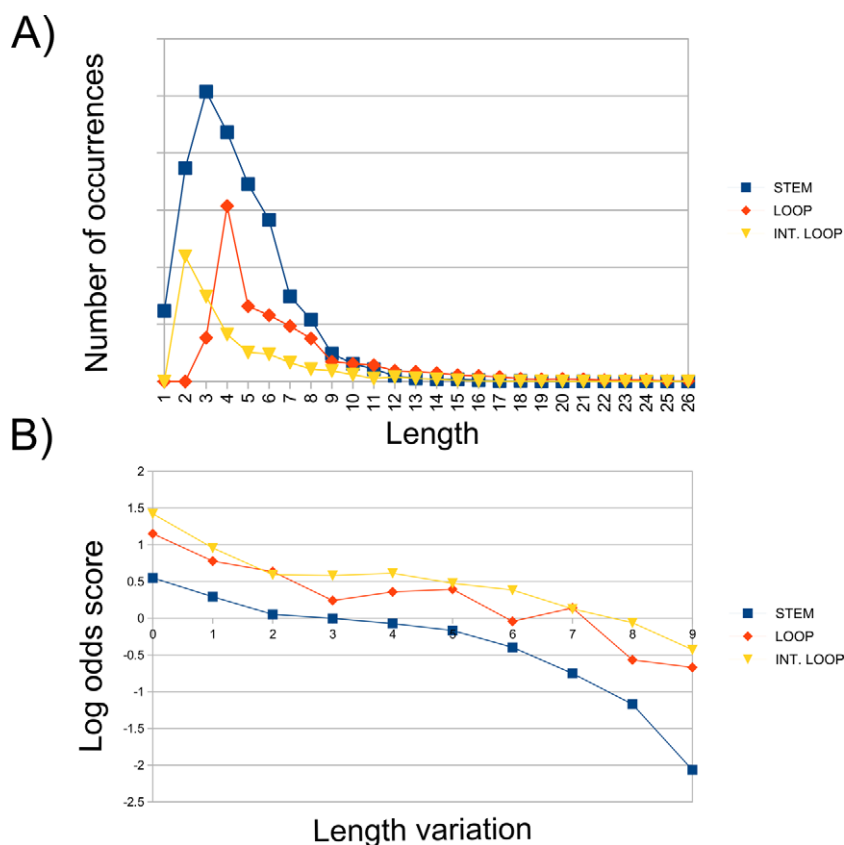 A)
Number of occurrences
STEM
LOOP
INT. LOOP
1 2 3 4 5 6 7 8 9 10 11 12 13 14 15 16 17 18 19 20 21 22 23 24 25 26
Length
B)
Log odds score
2
1.5
1
0.5
0
-0.5
-1
-1.5
-2
-2.5
0 1 2 3 4 5 6 7 8 9
STEM
LOOP
INT. LOOP
Length variation